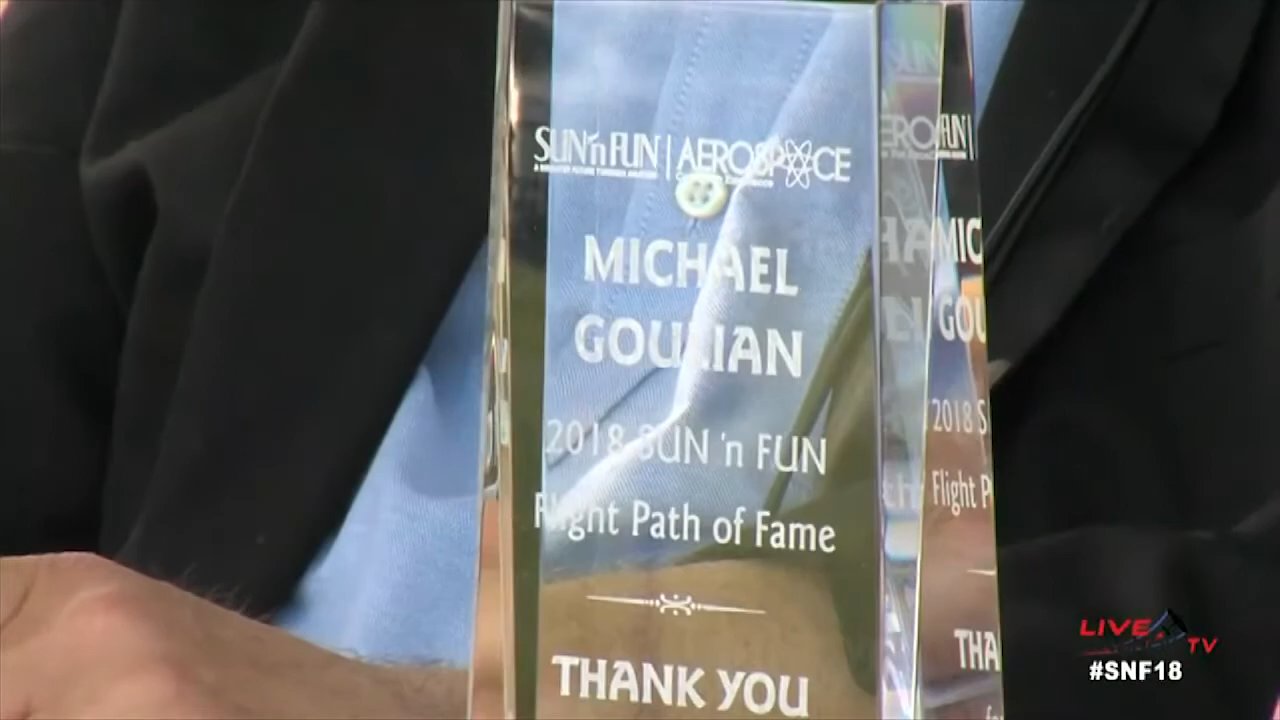 SUN 'n FUN | AEROSPACE
MICHAEL
GOULIAN
2018 SUN 'n FUN
Flight Path of Fame
THANK YOU
LIVE TV
#SNF18